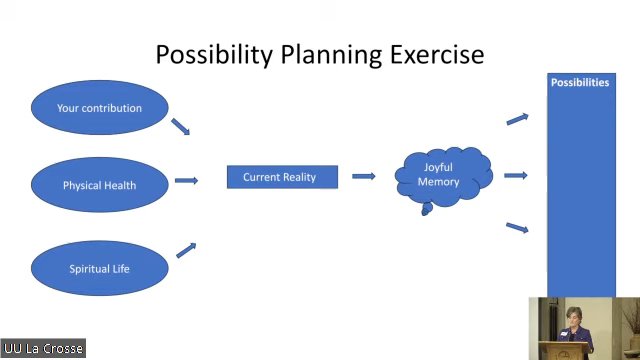 Possibility Planning Exercise
Possibilities
Your contribution
Physical Health
Current Reality
Joyful
Memory
Spiritual Life
UU La Crosse